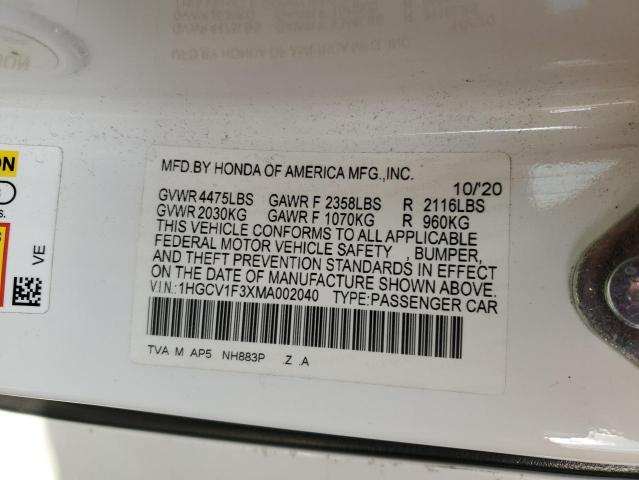 MFD.BY HONDA OF AMERICA MFG.,INC.
10/'20
GVWR 4475LBS GAWR F 2358LBS R 2116LBS
GVWR 2030KG GAWR F 1070KG R 960KG
THIS VEHICLE CONFORMS TO ALL APPLICABLE
FEDERAL MOTOR VEHICLE SAFETY , BUMPER,
AND THEFT PREVENTION STANDARDS IN EFFECT
ON THE DATE OF MANUFACTURE SHOWN ABOVE.
V.I.N.:1HGCV1F3XMA002040 TYPE:PASSENGER CAR
TVA M AP5 NH883P .Z .A
VE